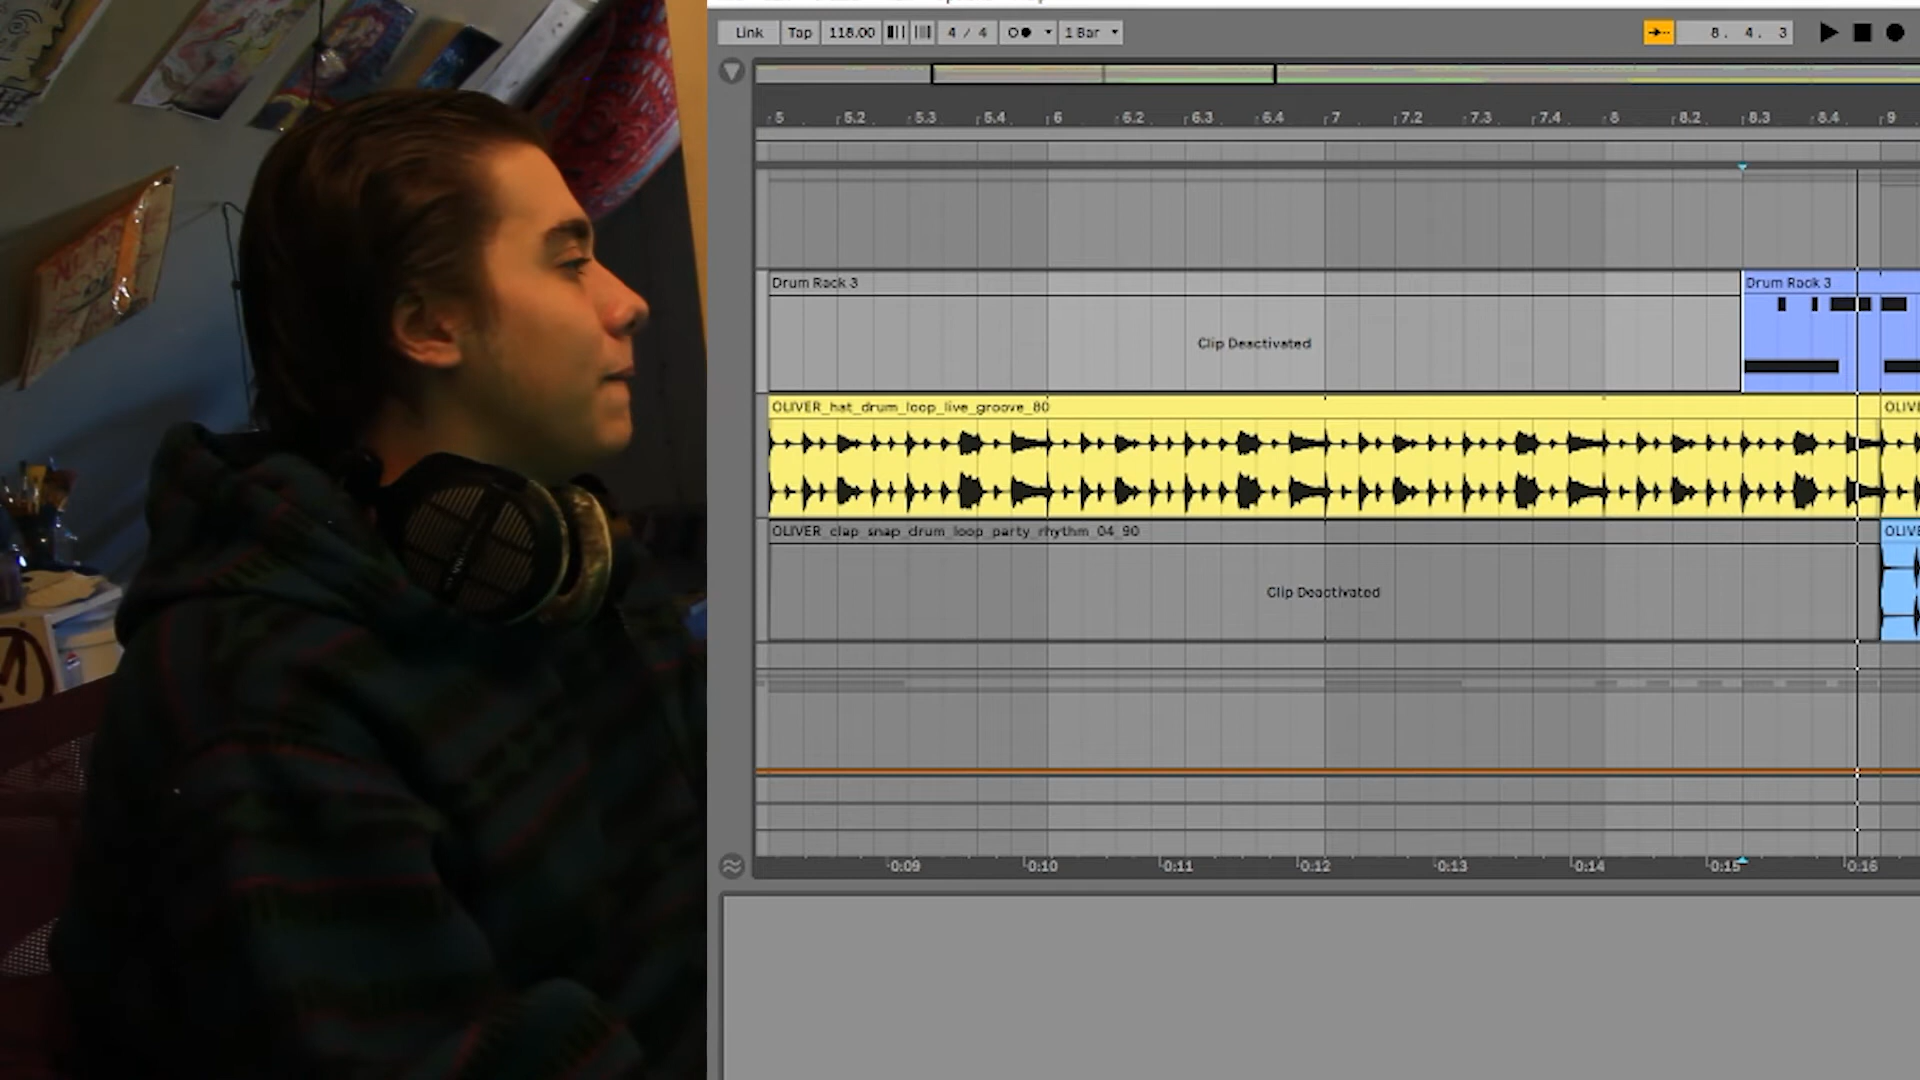 Link Tap 118.00 4 / 4 1 Bar 8. 4. 3
5 5.2 5.3 5.4 6 6.2 6.3 6.4 7 7.2 7.3 7.4 8 8.2 8.3 8.4 9
Drum Rack 3 Drum Rack 3
Clip Deactivated
OLIVER_hat_drum_loop_live_groove_80 OLIVE
OLIVER_clap_snap_drum_loop_party_rhythm_04_90 OLIVE
Clip Deactivated
0:09 0:10 0:11 0:12 0:13 0:14 0:15 0:16